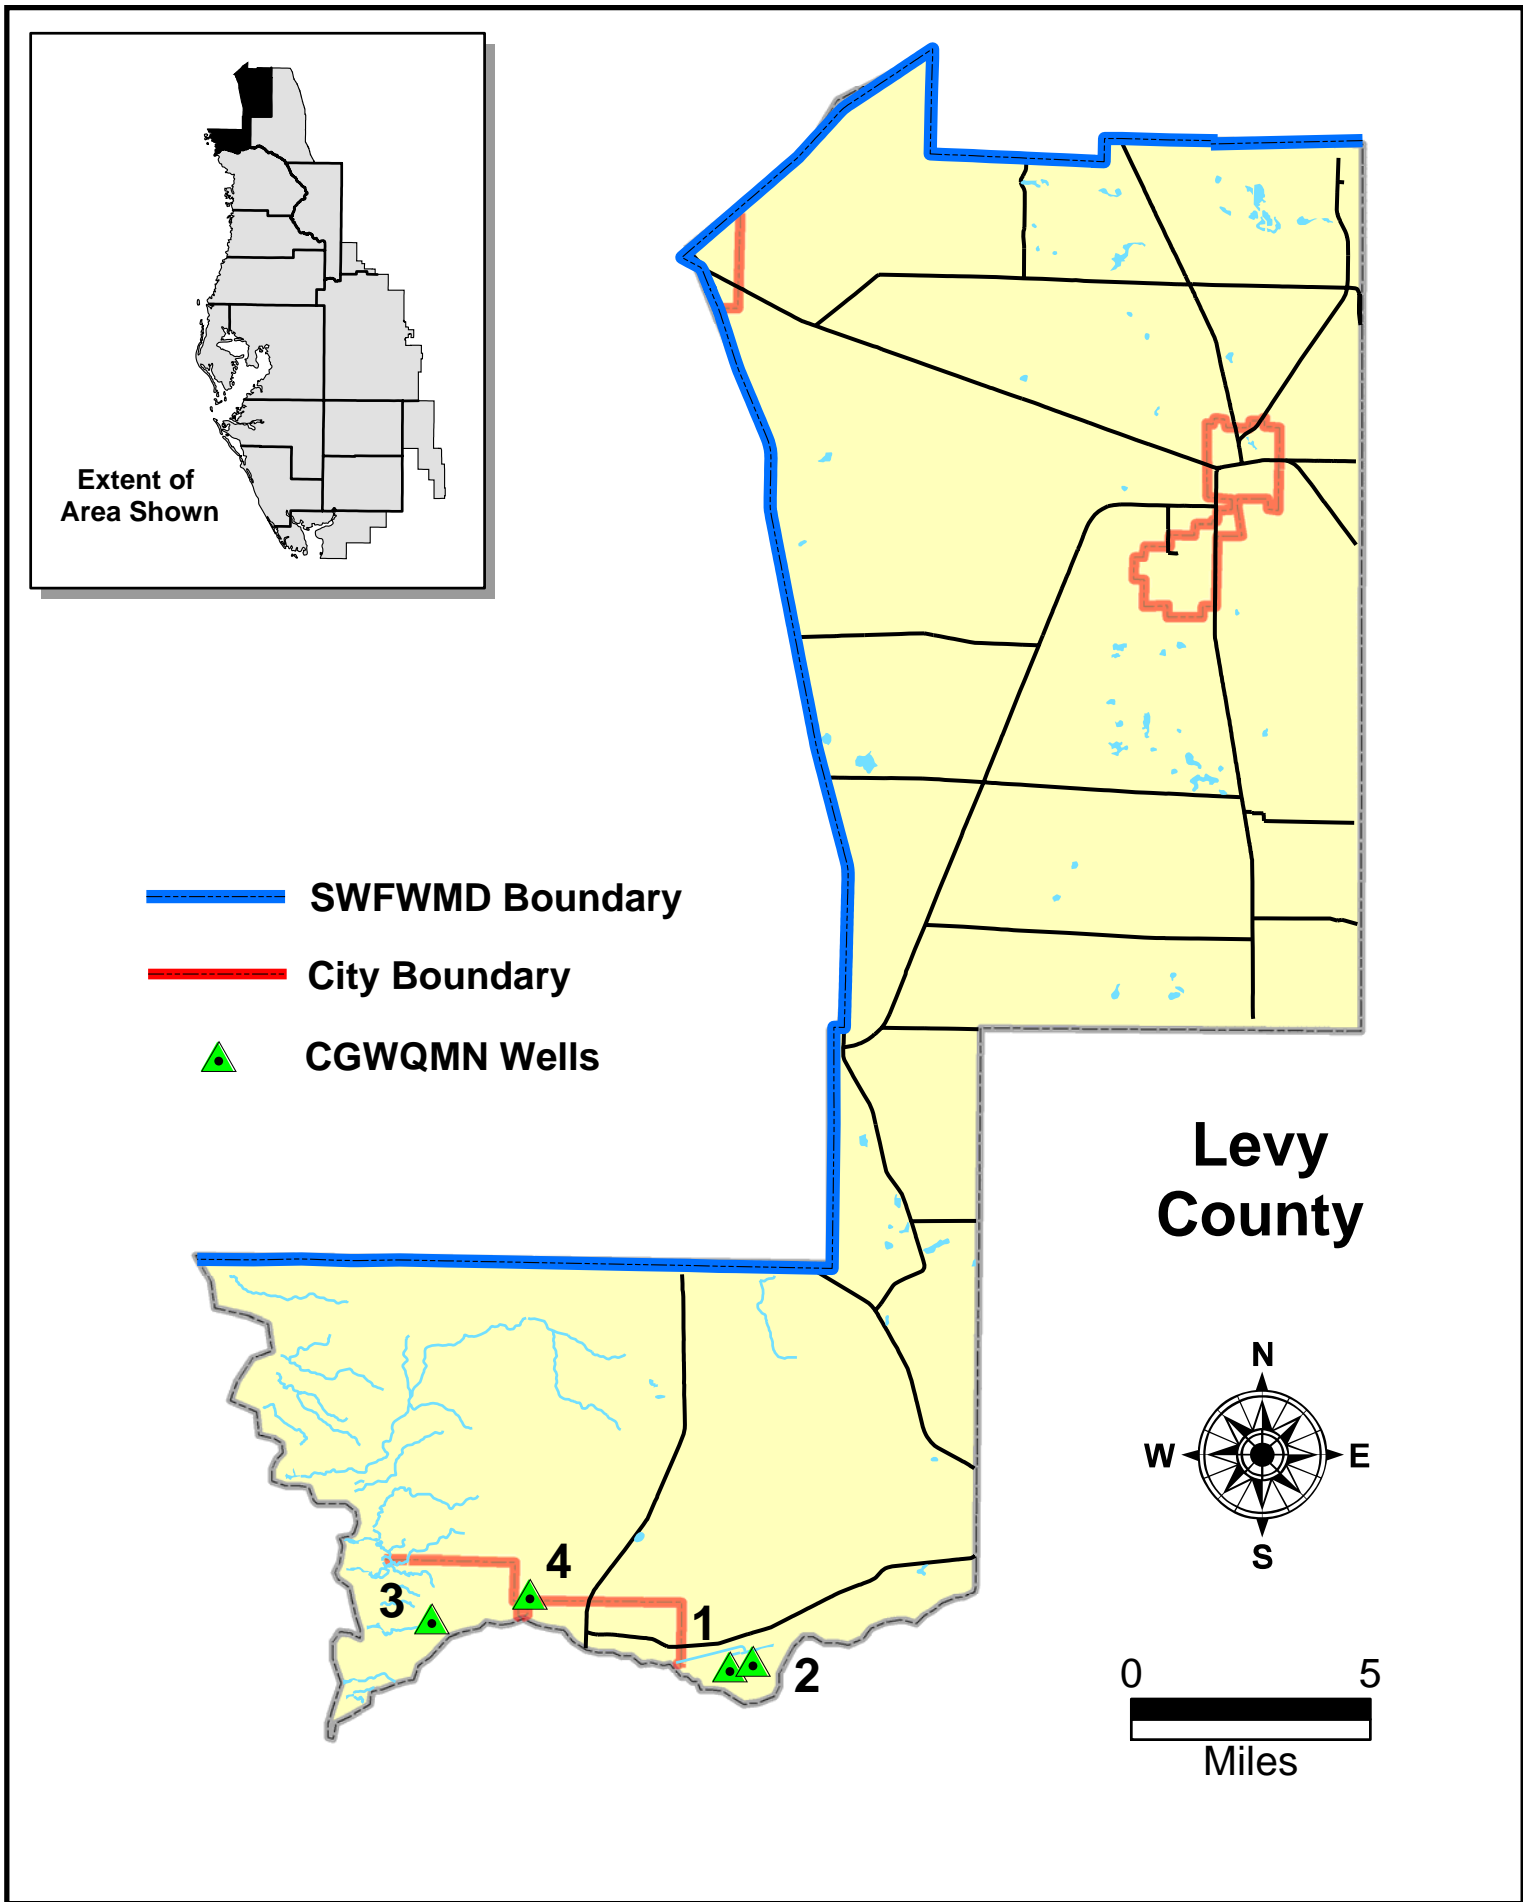 Extent of
Area Shown
SWFWMD Boundary
City Boundary
CGWQMN Wells
Levy
County
N
W
E
S
4
3
1
2
0
5
Miles